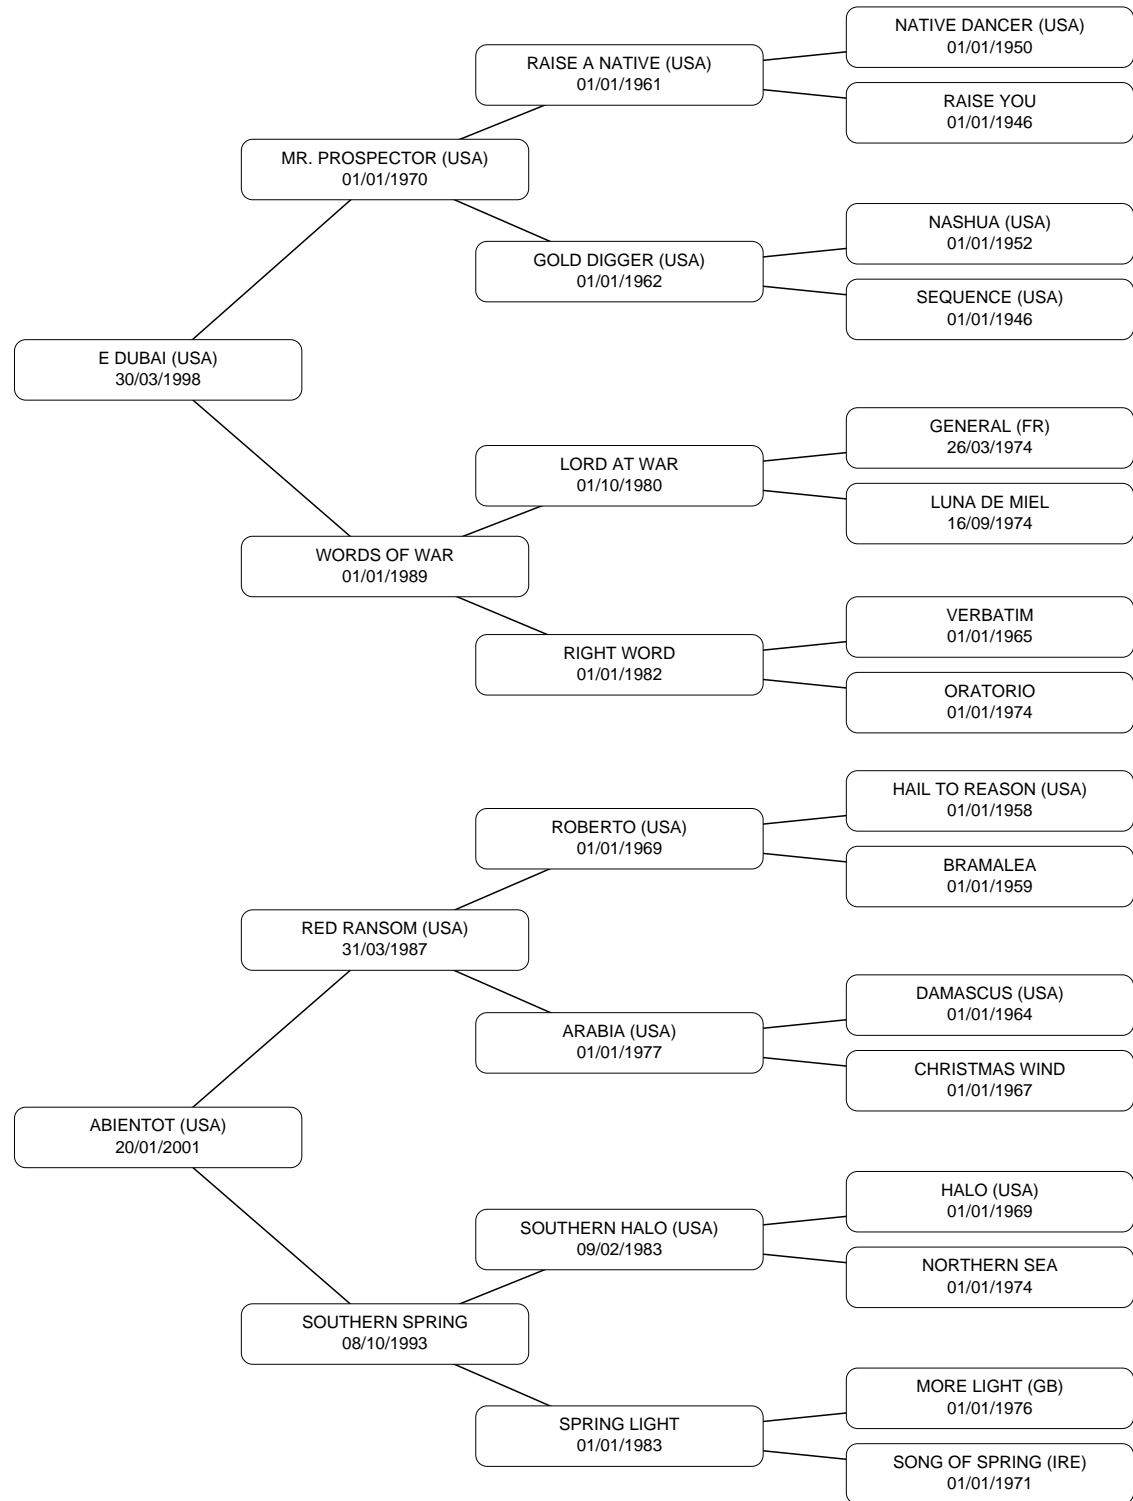 NATIVE DANCER (USA)
01/01/1950
RAISE A NATIVE (USA)
01/01/1961
RAISE YOU
01/01/1946
MR. PROSPECTOR (USA)
01/01/1970
NASHUA (USA)
01/01/1952
GOLD DIGGER (USA)
01/01/1962
SEQUENCE (USA)
01/01/1946
E DUBAI (USA)
30/03/1998
GENERAL (FR)
26/03/1974
LORD AT WAR
01/10/1980
LUNA DE MIEL
16/09/1974
WORDS OF WAR
01/01/1989
VERBATIM
01/01/1965
RIGHT WORD
01/01/1982
ORATORIO
01/01/1974
HAIL TO REASON (USA)
01/01/1958
ROBERTO (USA)
01/01/1969
BRAMALEA
01/01/1959
RED RANSOM (USA)
31/03/1987
DAMASCUS (USA)
01/01/1964
ARABIA (USA)
01/01/1977
CHRISTMAS WIND
01/01/1967
ABIENTOT (USA)
20/01/2001
HALO (USA)
01/01/1969
SOUTHERN HALO (USA)
09/02/1983
NORTHERN SEA
01/01/1974
SOUTHERN SPRING
08/10/1993
MORE LIGHT (GB)
01/01/1976
SPRING LIGHT
01/01/1983
SONG OF SPRING (IRE)
01/01/1971